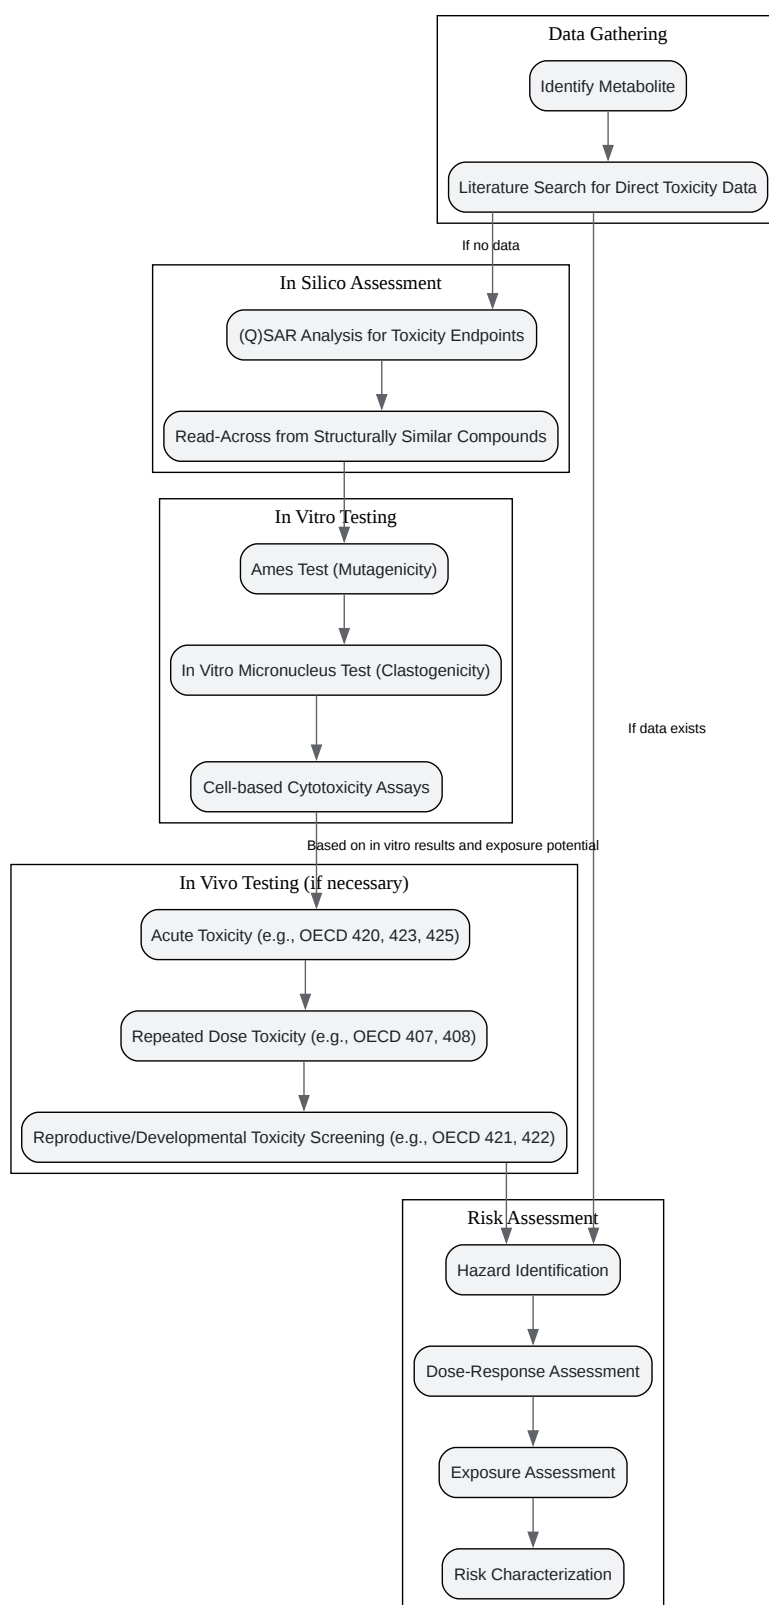 Data Gathering
Identify Metabolite
Literature Search for Direct Toxicity Data
If no data
In Silico Assessment
(Q)SAR Analysis for Toxicity Endpoints
Read-Across from Structurally Similar Compounds
In Vitro Testing
Ames Test (Mutagenicity)
In Vitro Micronucleus Test (Clastogenicity)
If data exists
Cell-based Cytotoxicity Assays
Based on in vitro results and exposure potential
In Vivo Testing (if necessary)
Acute Toxicity (e.g., OECD 420, 423, 425)
Repeated Dose Toxicity (e.g., OECD 407, 408)
Reproductive/Developmental Toxicity Screening (e.g., OECD 421, 422)
Risk Assessment
Hazard Identification
Dose-Response Assessment
Exposure Assessment
Risk Characterization